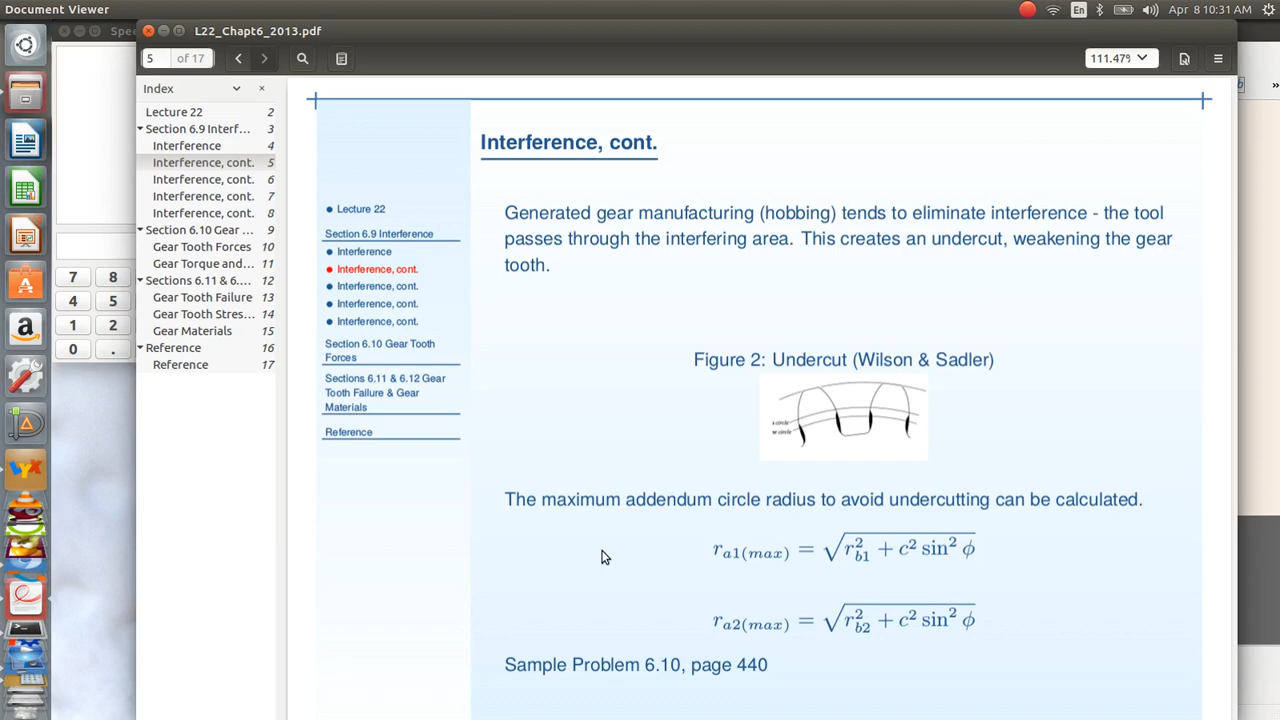 Document Viewer
En
Apr 8 10:31 AM
Spee
L22_Chapt6_2013.pdf
5 of 17
111.47%
Index
Lecture 22 2
Section 6.9 Interf... 3
Interference 4
Interference, cont. 5
Interference, cont. 6
Interference, cont. 7
Interference, cont. 8
Section 6.10 Gear ... 9
Gear Tooth Forces 10
Gear Torque and... 11
Sections 6.11 & 6.... 12
Gear Tooth Failure 13
Gear Tooth Stres... 14
Gear Materials 15
Reference 16
Reference 17
7 8
4 5
1 2
0 .
Lecture 22
Section 6.9 Interference
Interference
Interference, cont.
Interference, cont.
Interference, cont.
Interference, cont.
Section 6.10 Gear Tooth
Forces
Sections 6.11 & 6.12 Gear
Tooth Failure & Gear
Materials
Reference
Interference, cont.
Generated gear manufacturing (hobbing) tends to eliminate interference - the tool
passes through the interfering area. This creates an undercut, weakening the gear
tooth.
Figure 2: Undercut (Wilson & Sadler)
circle
circle
The maximum addendum circle radius to avoid undercutting can be calculated.
r_{a1(max)} = √(r_{b1}^2 + c^2 sin^2 ϕ)
r_{a2(max)} = √(r_{b2}^2 + c^2 sin^2 ϕ)
Sample Problem 6.10, page 440